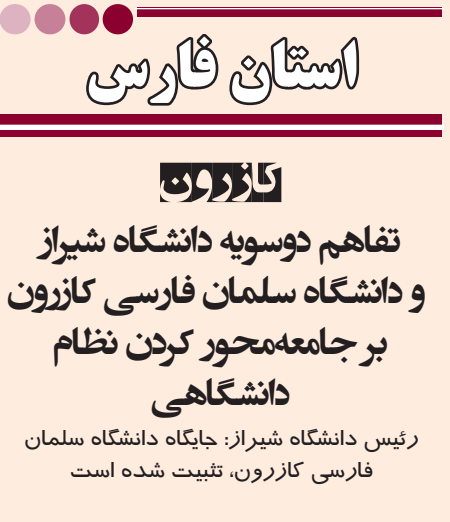 استان فارس
کازرون
تفاهم دوسویه دانشگاه شیراز
و دانشگاه سلمان فارسی کازرون
بر جامعه‌محور کردن نظام
دانشگاهی
رئیس دانشگاه شیراز: جایگاه دانشگاه سلمان
فارسی کازرون، تثبیت شده است